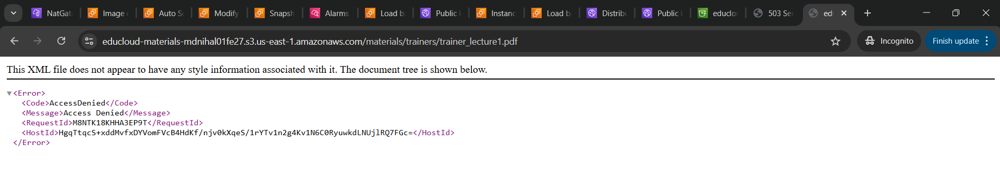 NatGat
Image
Auto S
Modify
Snapsh
Alarms
Load b
Public
Instanc
Load b
Distrib
Public
educlo
503 Ser
ed
educloud-materials-mdnihal01fe27.s3.us-east-1.amazonaws.com/materials/trainers/trainer_lecture1.pdf
Incognito
Finish update
This XML file does not appear to have any style information associated with it. The document tree is shown below.
<Error>
<Code>AccessDenied</Code>
<Message>Access Denied</Message>
<RequestId>M8NTK18KHHA3EP9T</RequestId>
<HostId>HgqTtqcS+xddMvfxDYVomFVcB4HdKf/njv0kXqeS/1rYTv1n2g4Kv1N6C0RyuwkdLNUjlRQ7FGc=</HostId>
</Error>